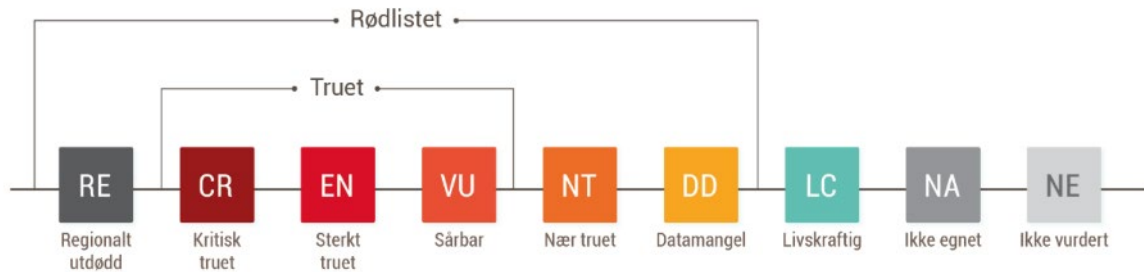 Rødlistet
Truet
RE
CR
EN
VU
NT
DD
LC
NA
NE
Regionalt
utdødd
Kritisk
truet
Sterkt
truet
Sårbar
Nær truet
Datamangel
Livskraftig
Ikke egnet
Ikke vurdert